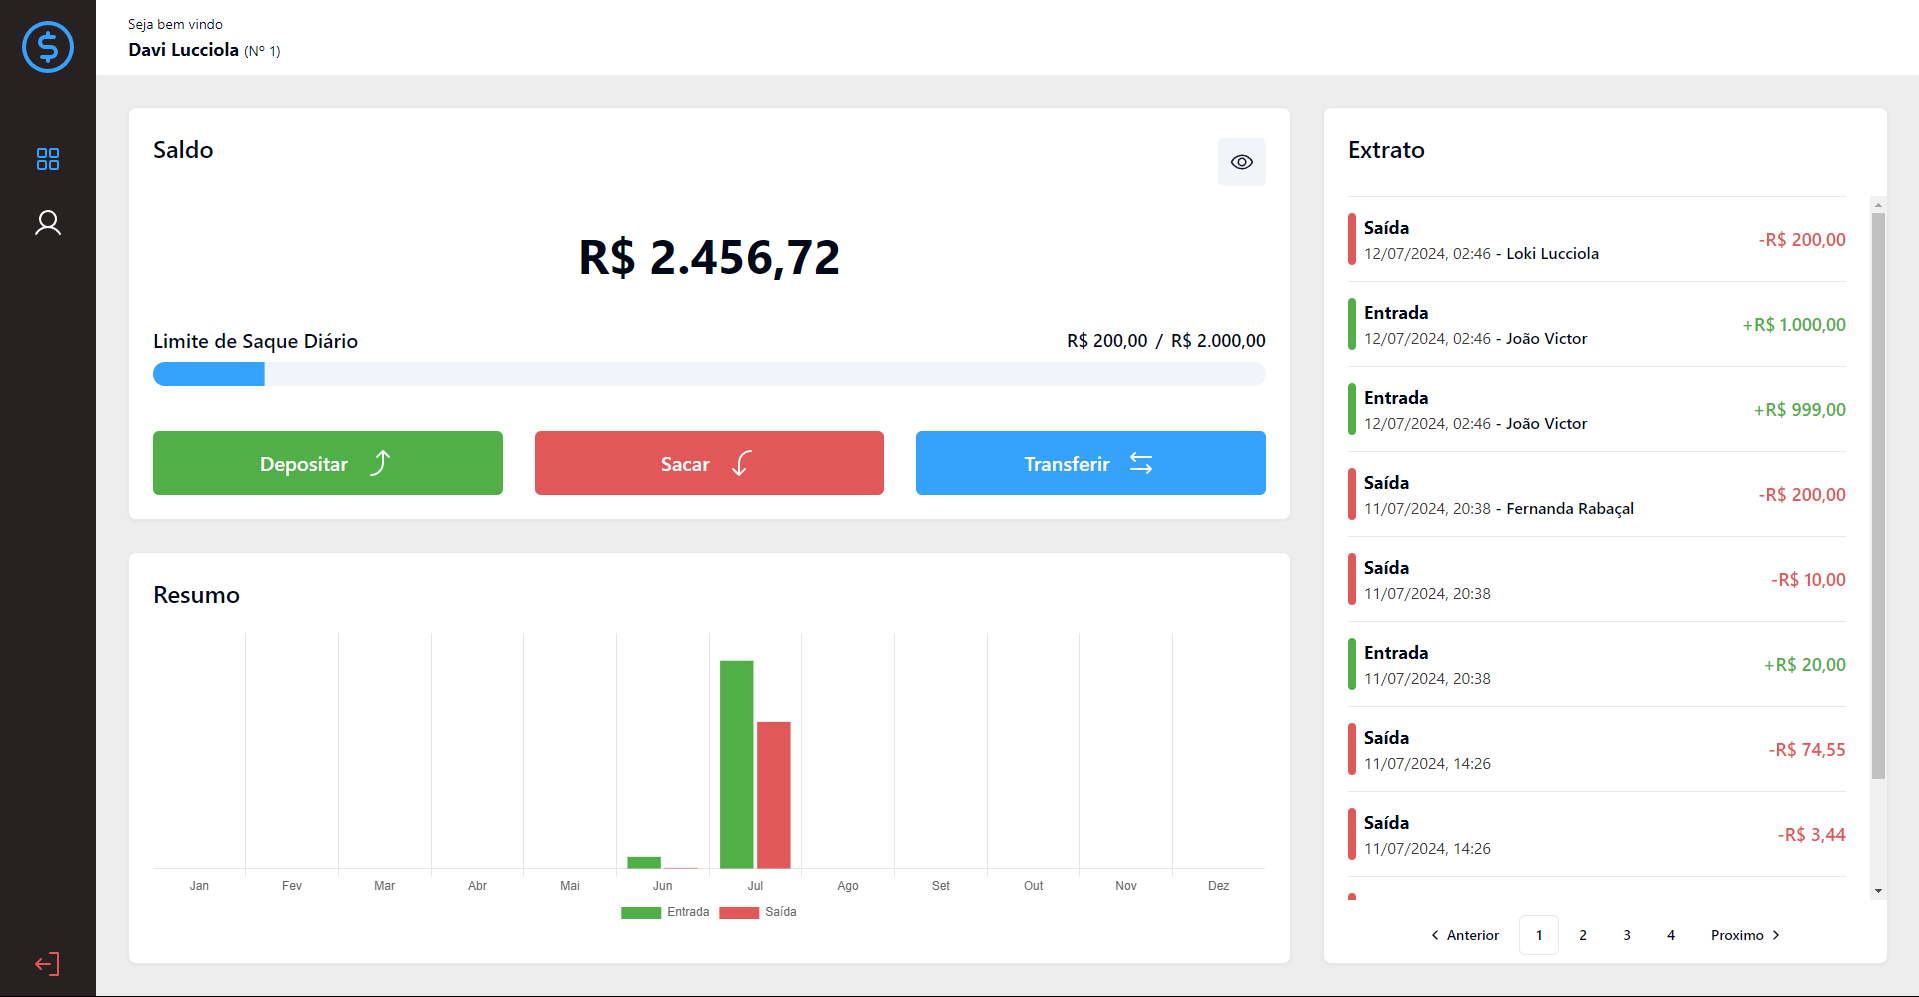 Seja bem vindo
Davi Lucciola (Nº 1)
Saldo
R$ 2.456,72
Limite de Saque Diário R$ 200,00 / R$ 2.000,00
Depositar Sacar Transferir
Resumo
Jan Fev Mar Abr Mai Jun Jul Ago Set Out Nov Dez
Entrada Saída
Extrato
Saída
12/07/2024, 02:46 - Loki Lucciola
-R$ 200,00
Entrada
12/07/2024, 02:46 - João Victor
+R$ 1.000,00
Entrada
12/07/2024, 02:46 - João Victor
+R$ 999,00
Saída
11/07/2024, 20:38 - Fernanda Rabaçal
-R$ 200,00
Saída
11/07/2024, 20:38
-R$ 10,00
Entrada
11/07/2024, 20:38
+R$ 20,00
Saída
11/07/2024, 14:26
-R$ 74,55
Saída
11/07/2024, 14:26
-R$ 3,44
Anterior 1 2 3 4 Proximo